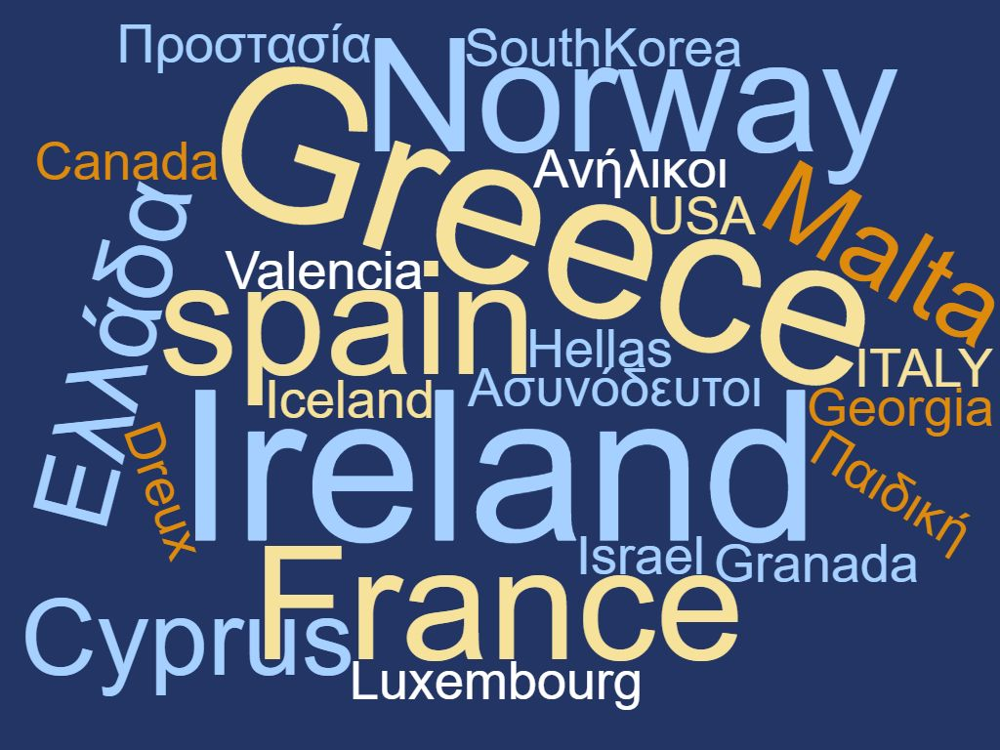 Προστασία
SouthKorea
Norway
Greece
Canada
Ανήλικοι
USA
Malta
Ελλάδα
Valencia
spain
Hellas
ITALY
Iceland
Ασυνόδευτοι
Georgia
Dreux
Ireland
Παιδική
Israel
Granada
France
Cyprus
Luxembourg